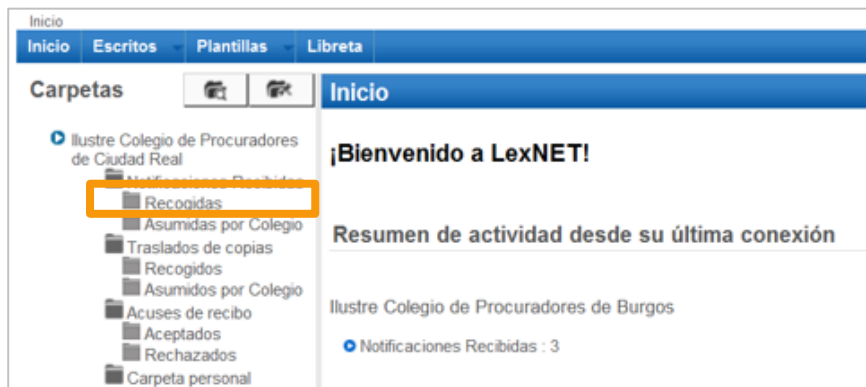 Inicio
Inicio Escritos Plantillas Libreta
Carpetas
Ilustre Colegio de Procuradores
de Ciudad Real
Notificaciones Recibidas
Recogidas
Asumidas por Colegio
Traslados de copias
Recogidos
Asumidos por Colegio
Acuses de recibo
Aceptados
Rechazados
Carpeta personal
Inicio
¡Bienvenido a LexNET!
Resumen de actividad desde su última conexión
Ilustre Colegio de Procuradores de Burgos
Notificaciones Recibidas : 3